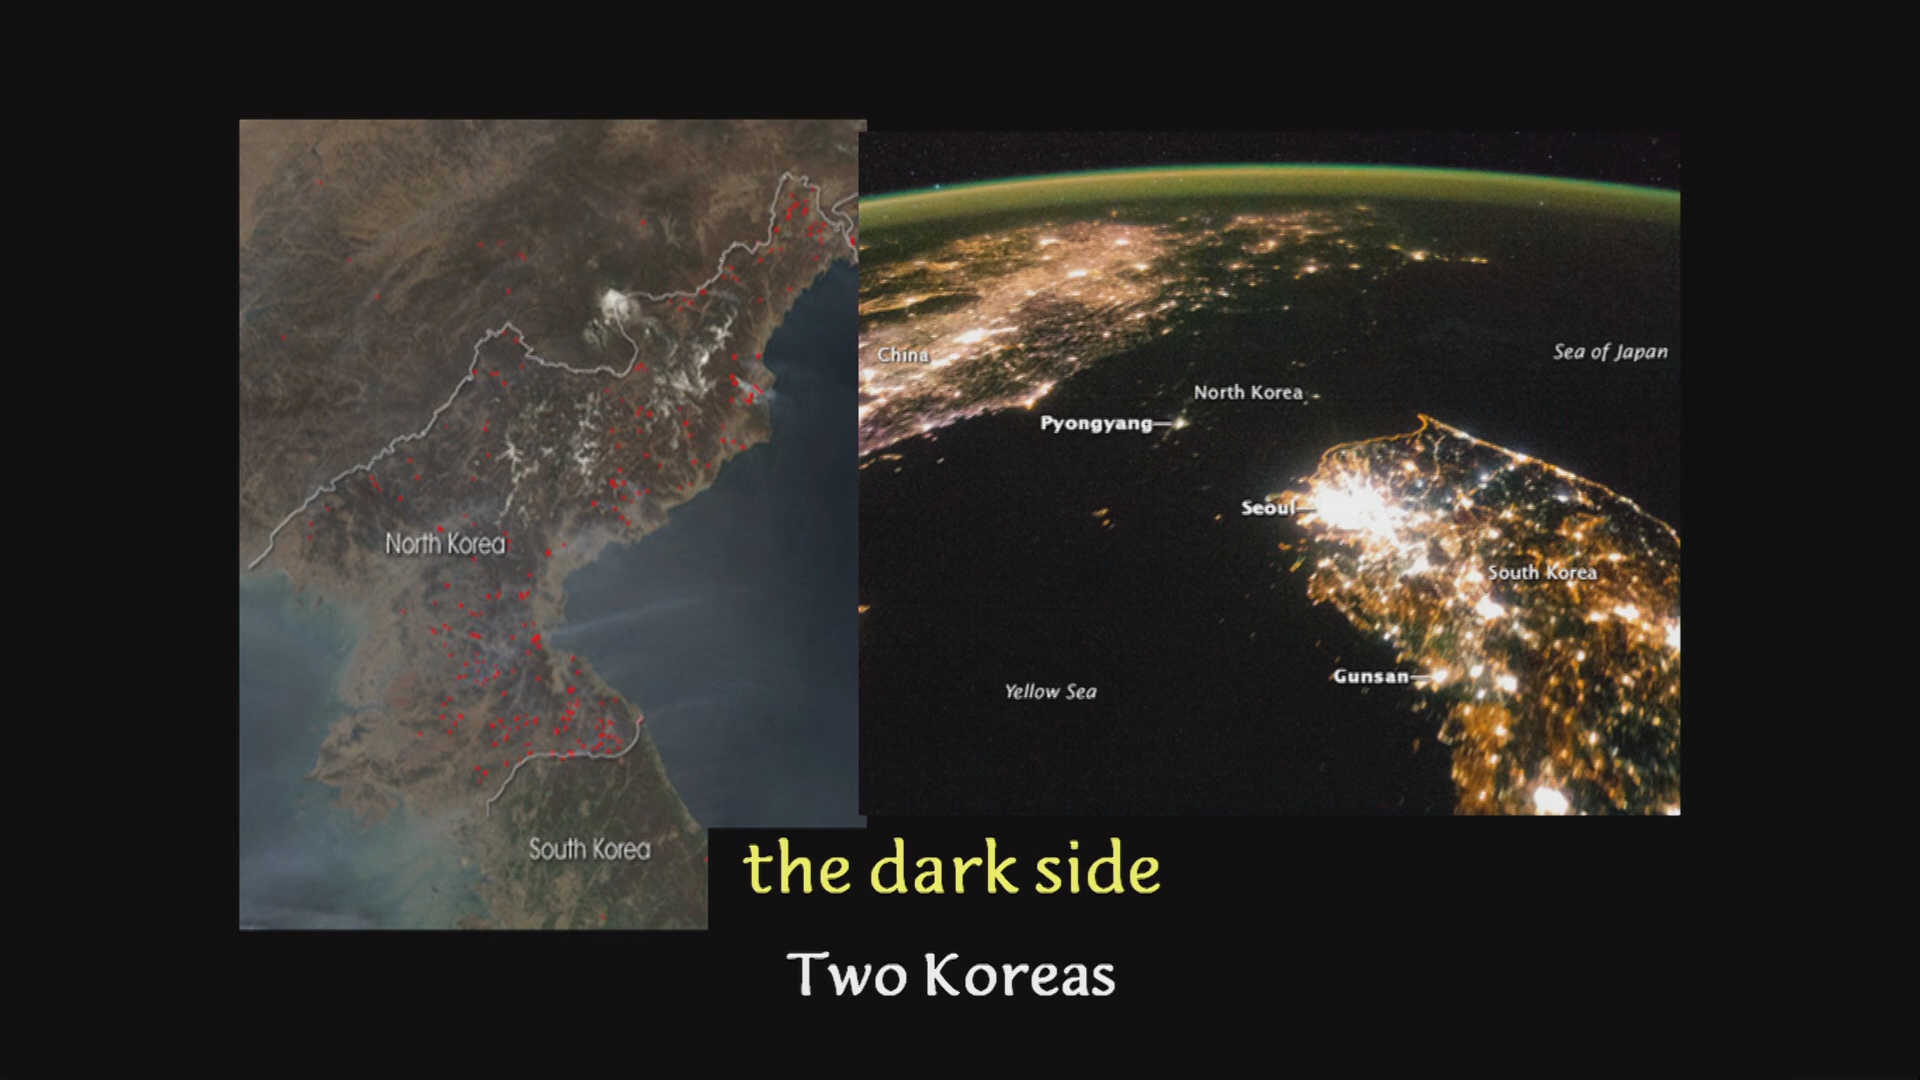 North Korea
South Korea
China
North Korea
Sea of Japan
Pyongyang
Seoul
South Korea
Gunsan
Yellow Sea
the dark side
Two Koreas